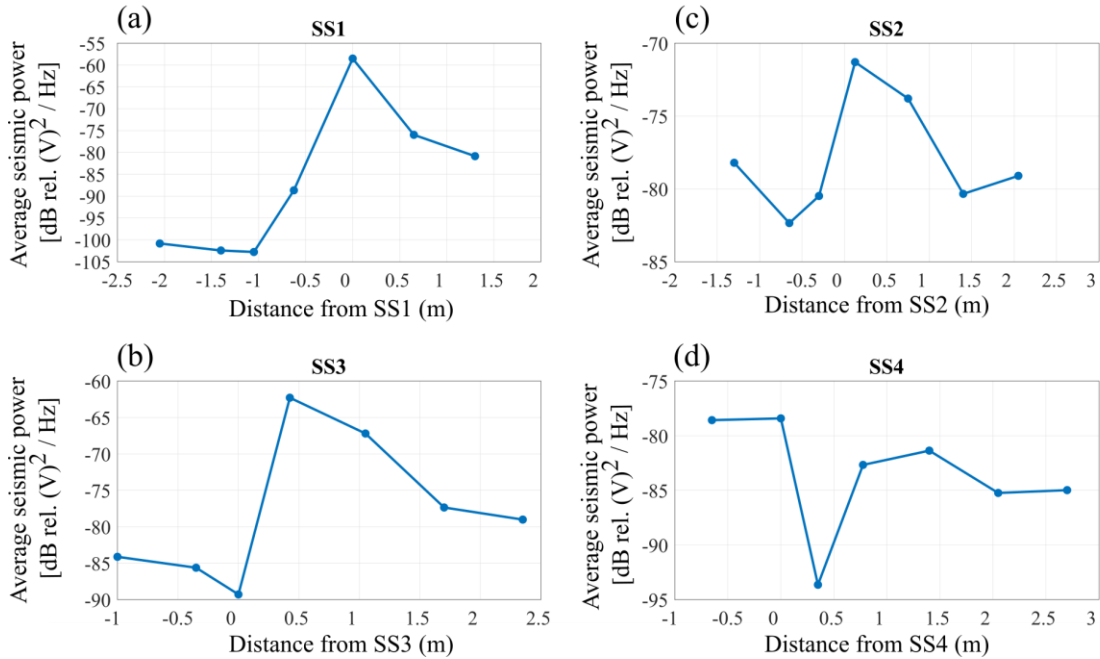 (a)
SS1
Average seismic power
[dB rel. (V)² / Hz]
-55
-60
-65
-70
-75
-80
-85
-90
-95
-100
-105
-2.5 -2 -1.5 -1 -0.5 0 0.5 1 1.5 2
Distance from SS1 (m)
(c)
SS2
Average seismic power
[dB rel. (V)² / Hz]
-70
-75
-80
-85
-2 -1.5 -1 -0.5 0 0.5 1 1.5 2 2.5 3
Distance from SS2 (m)
(b)
SS3
Average seismic power
[dB rel. (V)² / Hz]
-60
-65
-70
-75
-80
-85
-90
-1 -0.5 0 0.5 1 1.5 2 2.5
Distance from SS3 (m)
(d)
SS4
Average seismic power
[dB rel. (V)² / Hz]
-75
-80
-85
-90
-95
-1 -0.5 0 0.5 1 1.5 2 2.5 3
Distance from SS4 (m)